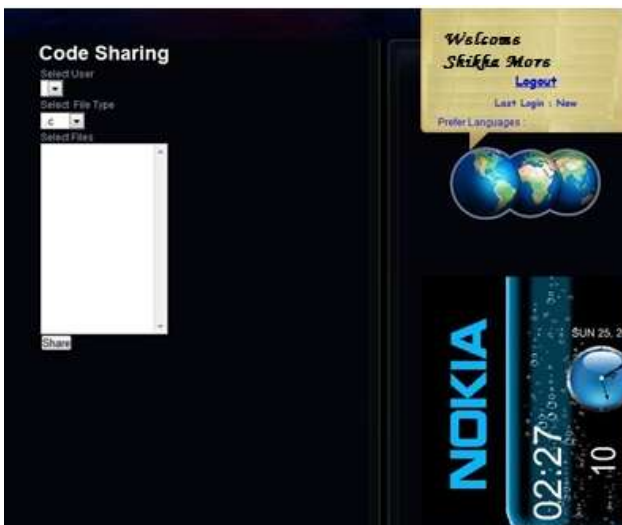 Code Sharing
Select User
Select File Type
.c
Select Files
Share
Welcome
Shikha More
Logout
Last Login : New
Prefer Languages :
NOKIA
02:27
SUN 25, 2
10